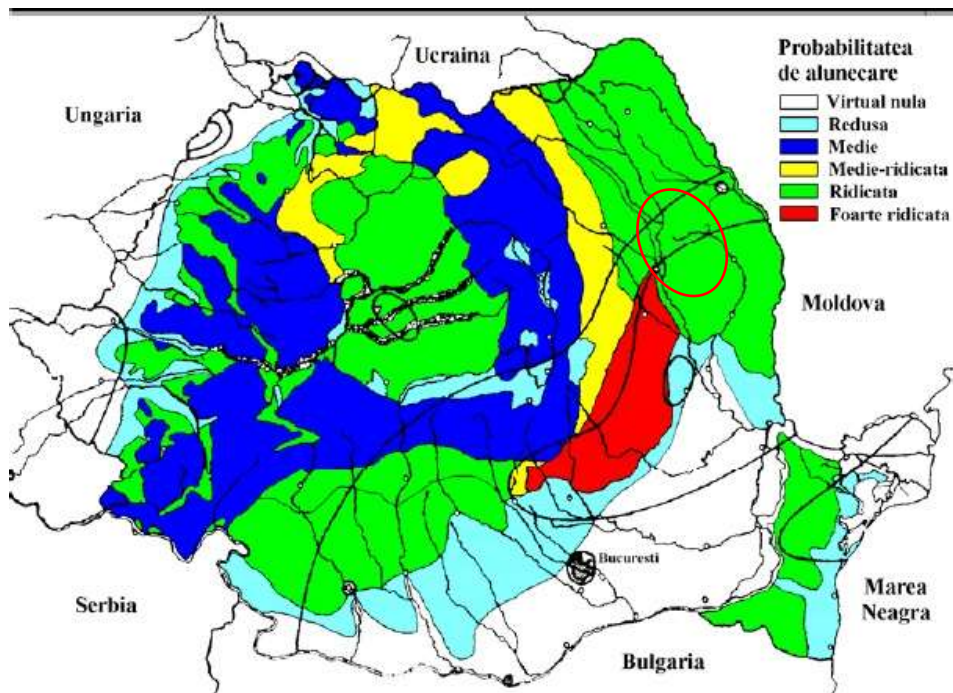 Ucraina
Probabilitatea
de alunecare
Ungaria
Virtual nula
Redusa
Medie
Medie-ridicata
Ridicata
Foarte ridicata
Moldova
Bucuresti
Serbia
Marea
Neagra
Bulgaria